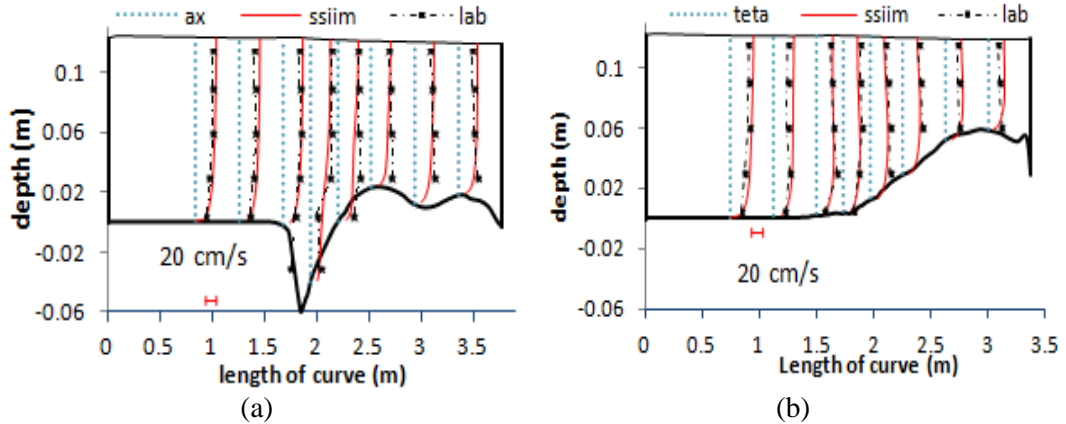 ax ssiim lab
depth (m)
0.1
0.06
0.02
-0.02
-0.06
20 cm/s
0 0.5 1 1.5 2 2.5 3 3.5
length of curve (m)
(a)
teta ssiim lab
depth (m)
0.1
0.06
0.02
-0.02
-0.06
20 cm/s
0 0.5 1 1.5 2 2.5 3 3.5
Length of curve (m)
(b)